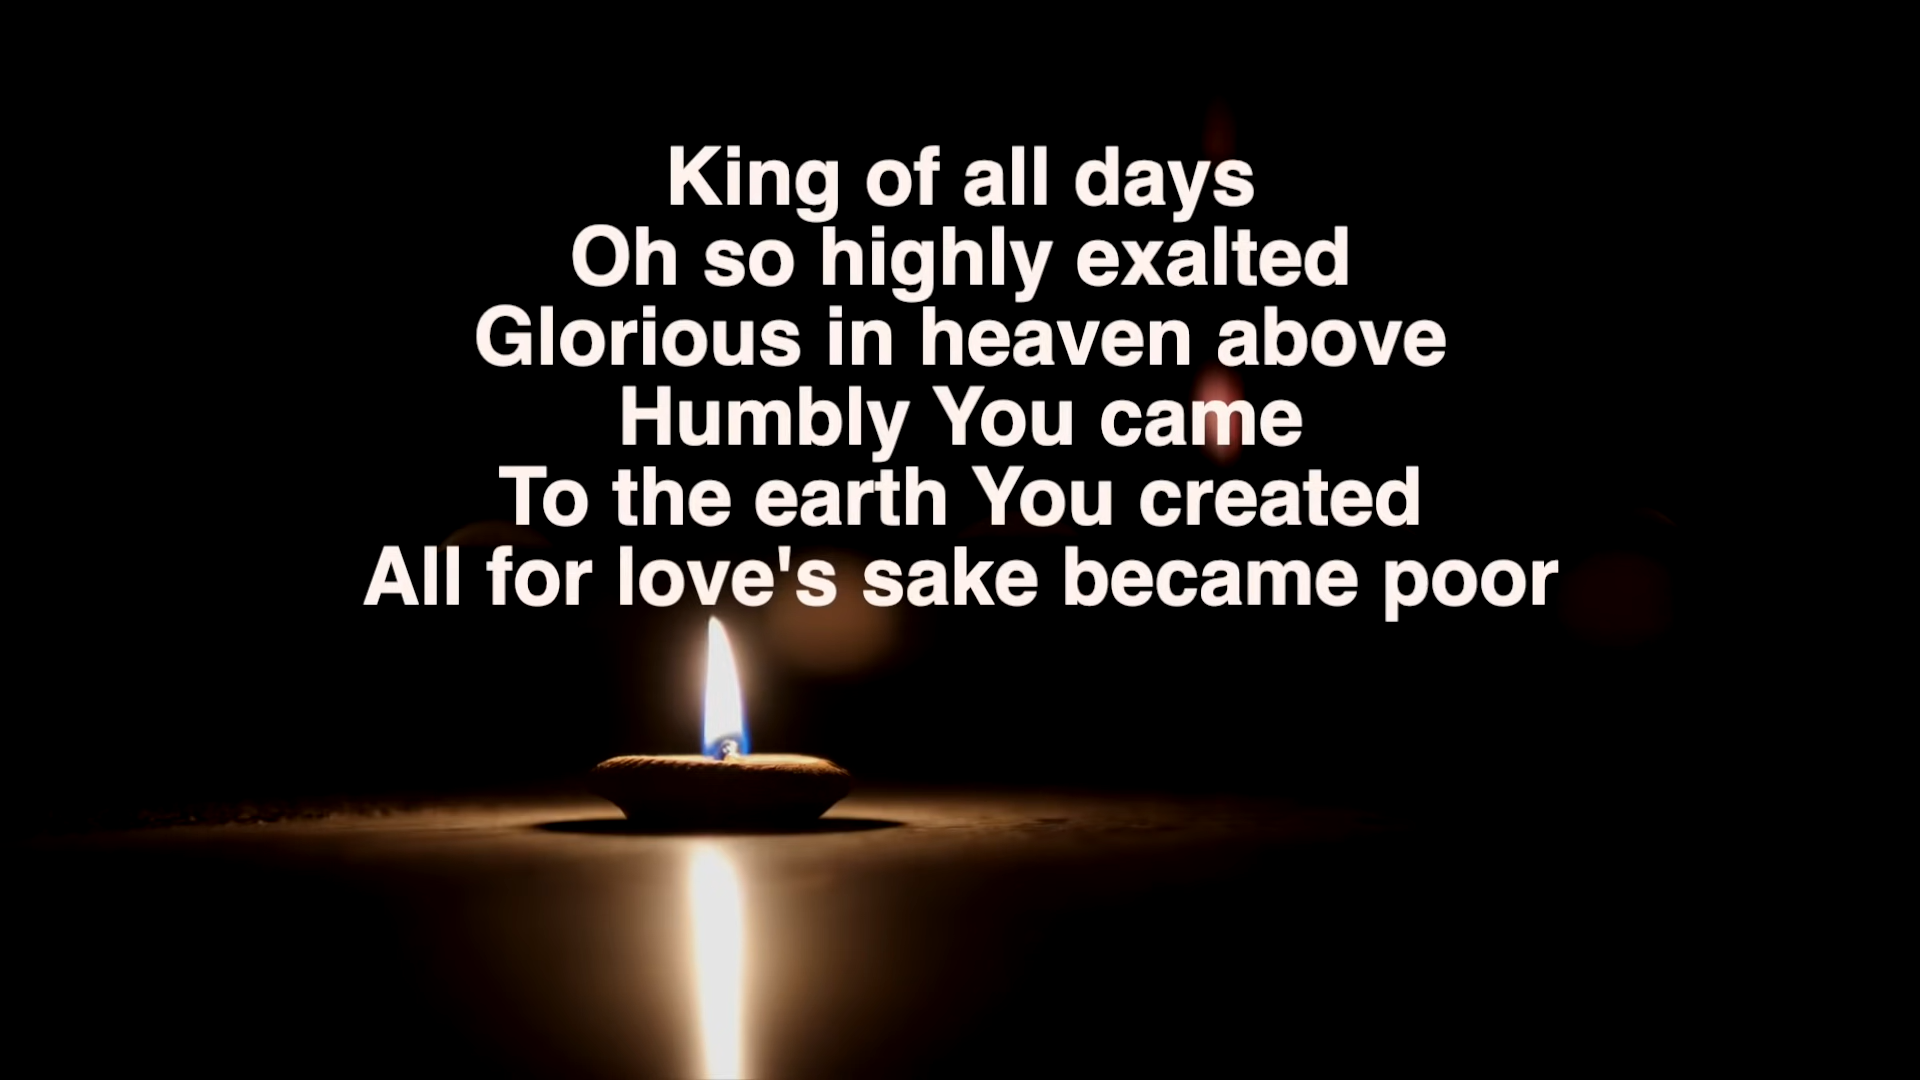 King of all days
Oh so highly exalted
Glorious in heaven above
Humbly You came
To the earth You created
All for love's sake became poor